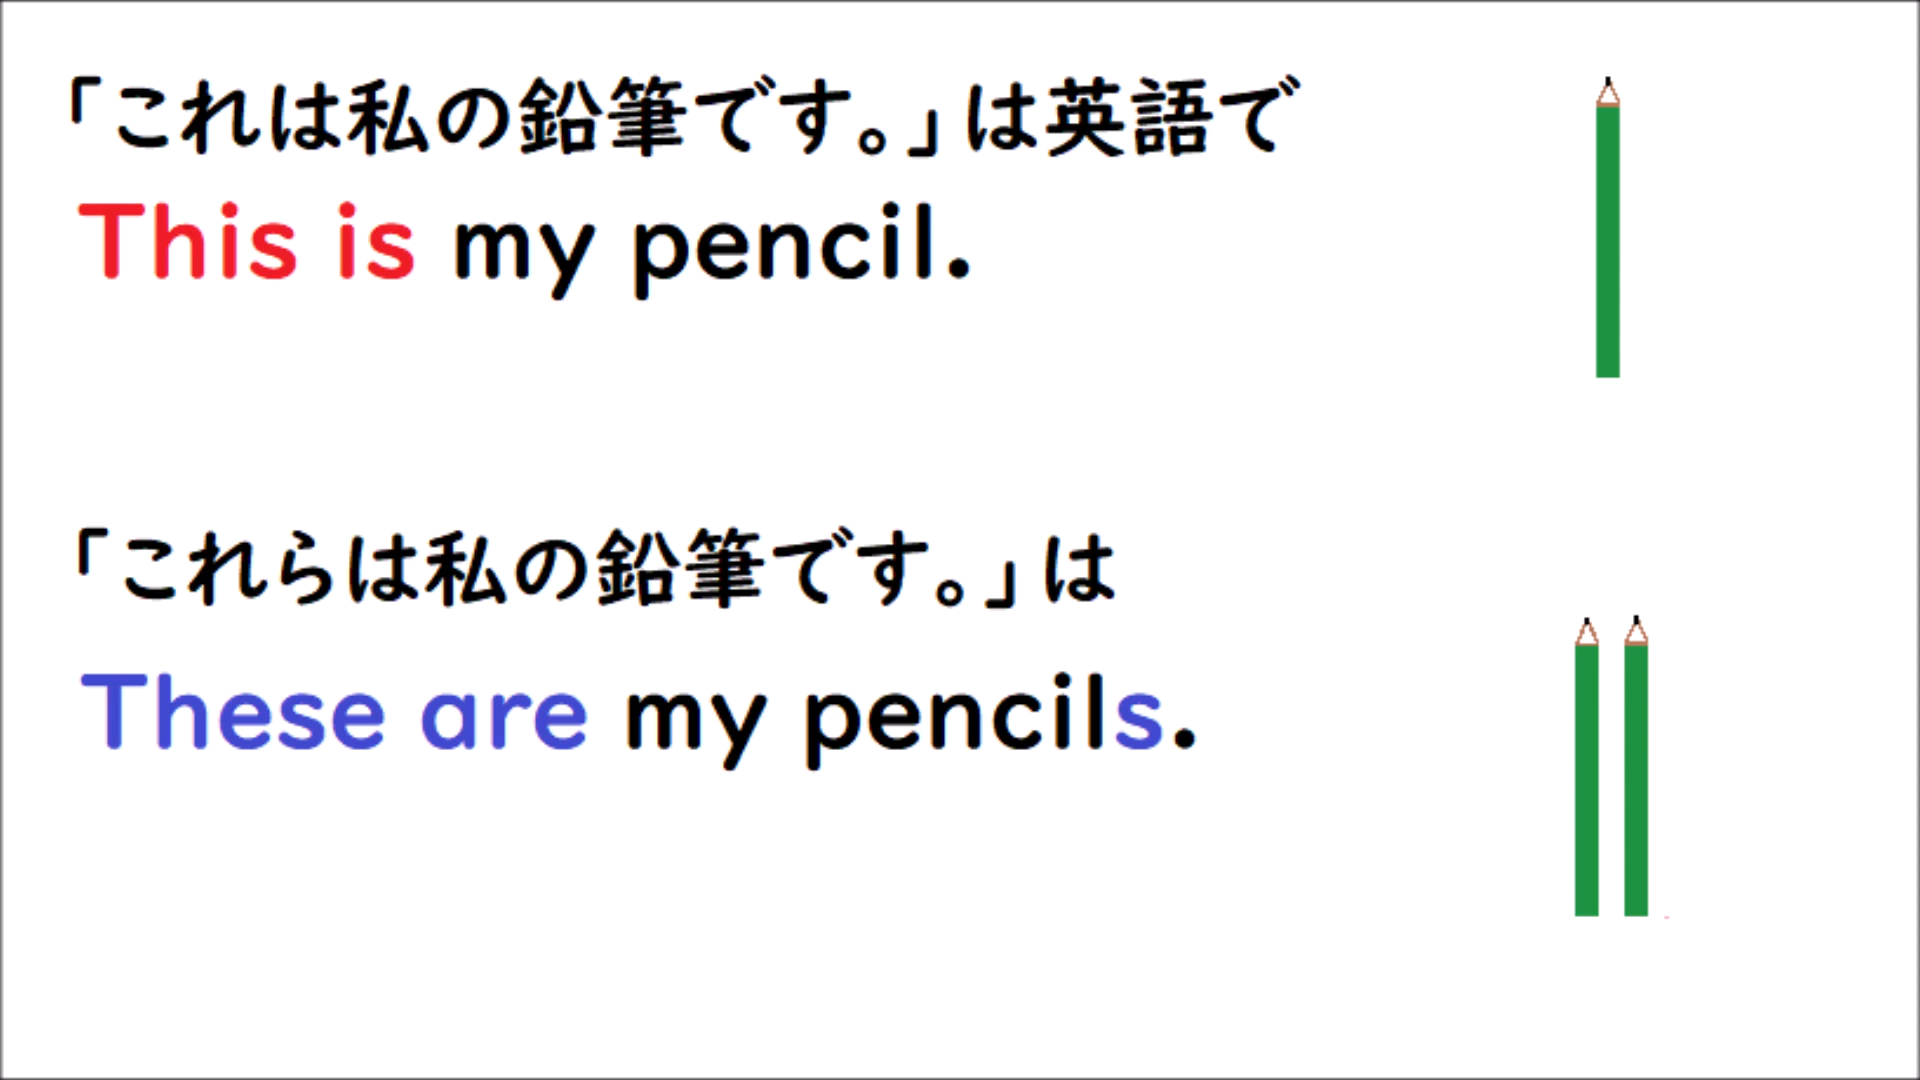 「これは私の鉛筆です。」は英語で
This is my pencil.
「これらは私の鉛筆です。」は
These are my pencils.